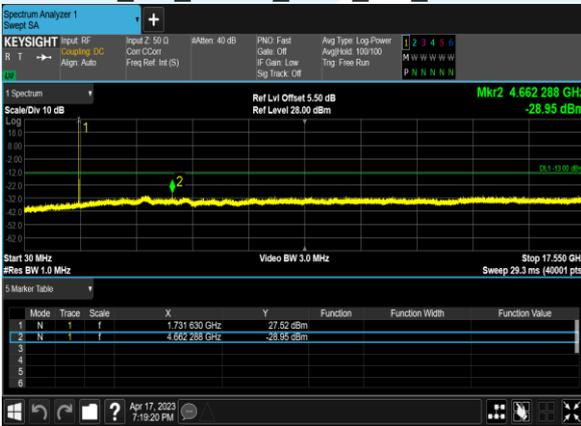 Spectrum Analyzer 1
Swept SA
+
KEYSIGHT Input: RF Input Z: 50 Ω #Atten: 40 dB PNO: Fast Avg Type: Log-Power 1 2 3 4 5 6
R T Coupling: DC Corr CCorr Gate: Off Avg|Hold: 100/100 M W W W W W
Align: Auto Freq Ref: Int (S) IF Gain: Low Trig: Free Run
LXI Sig Track: Off P N N N N N
1 Spectrum Ref Lvl Offset 5.50 dB Mkr2 4.662 288 GHz
Scale/Div 10 dB Ref Level 28.00 dBm -28.95 dBm
Log
18.0
8.00
-2.00
DL1 -13.00 dBm
-12.0
-22.0
-32.0
-42.0
-52.0
-62.0
1
2
Start 30 MHz Video BW 3.0 MHz Stop 17.550 GHz
#Res BW 1.0 MHz Sweep 29.3 ms (40001 pts)
5 Marker Table
Mode Trace Scale X Y Function Function Width Function Value
1 N 1 f 1.731 630 GHz 27.52 dBm
2 N 1 f 4.662 288 GHz -28.95 dBm
3
4
5
6
? Apr 17, 2023
7:19:20 PM